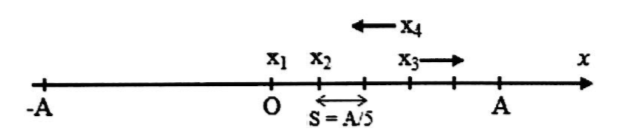 x₄
x₁ x₂ x₃ x
-A O A
S = A/5